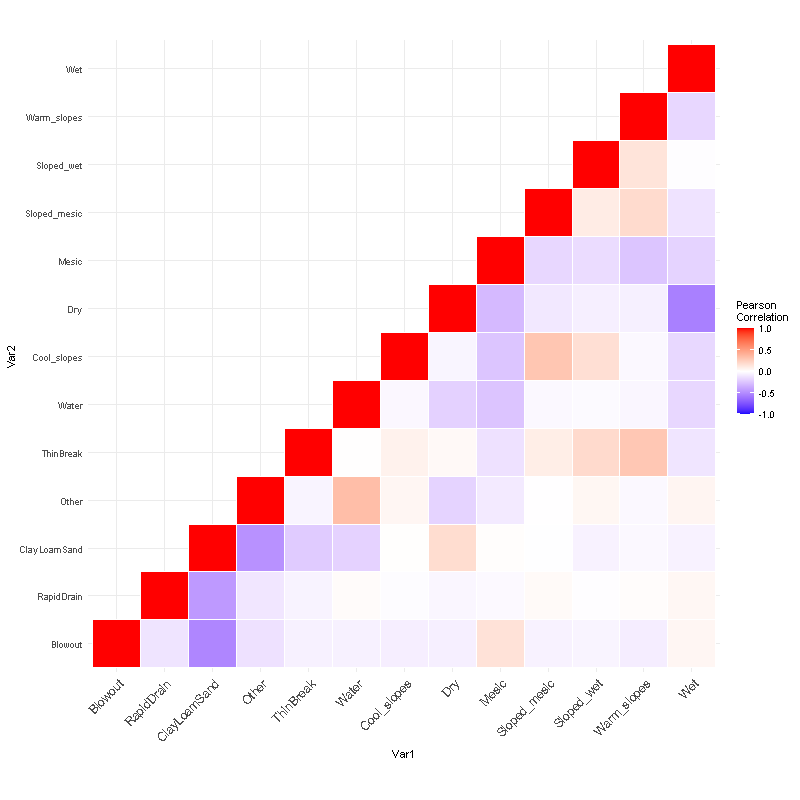 Wet
Warm_slopes
Sloped_wet
Sloped_mesic
Mesic
Dry
Cool_slopes
Water
ThinBreak
Other
ClayLoamSand
RapidDrain
Blowout
Var2
Pearson
Correlation
1.0
0.5
0.0
-0.5
-1.0
Blowout
RapidDrain
ClayLoamSand
Other
ThinBreak
Water
Cool_slopes
Dry
Mesic
Sloped_mesic
Sloped_wet
Warm_slopes
Wet
Var1